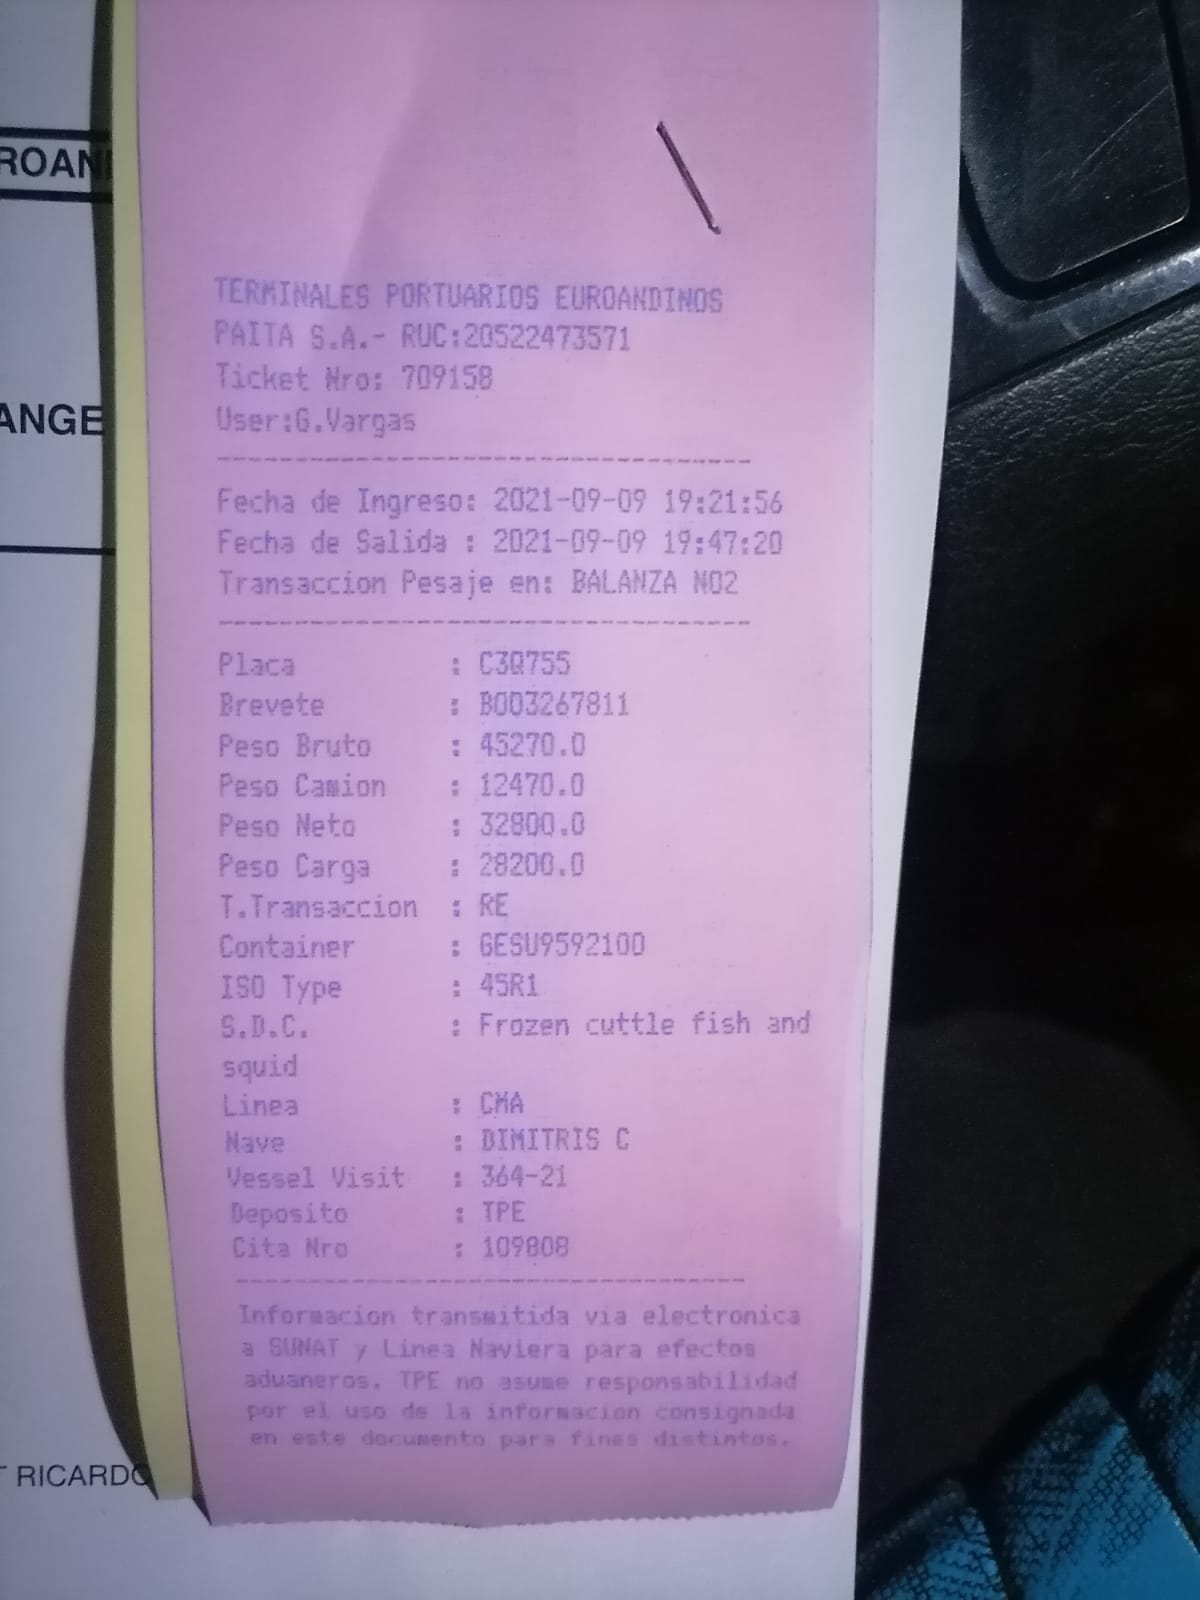 ROAN
ANGE
TERMINALES PORTUARIOS EUROANDINOS
PAITA S.A.- RUC:20522473571
Ticket Nro: 709158
User:G.Vargas
----------------------------------
Fecha de Ingreso: 2021-09-09 19:21:56
Fecha de Salida : 2021-09-09 19:47:20
Transaccion Pesaje en: BALANZA NO2
----------------------------------
Placa : C3Q755
Brevete : B003267811
Peso Bruto : 45270.0
Peso Camion : 12470.0
Peso Neto : 32800.0
Peso Carga : 28200.0
T.Transaccion : RE
Container : GESU9592100
ISO Type : 45R1
S.D.C. : Frozen cuttle fish and
squid
Linea : CMA
Nave : DIMITRIS C
Vessel Visit : 364-21
Deposito : TPE
Cita Nro : 109808
----------------------------------
Informacion transmitida via electronica
a SUNAT y Linea Naviera para efectos
aduaneros. TPE no asume responsabilidad
por el uso de la informacion consignada
en este documento para fines distintos.
T RICARDO